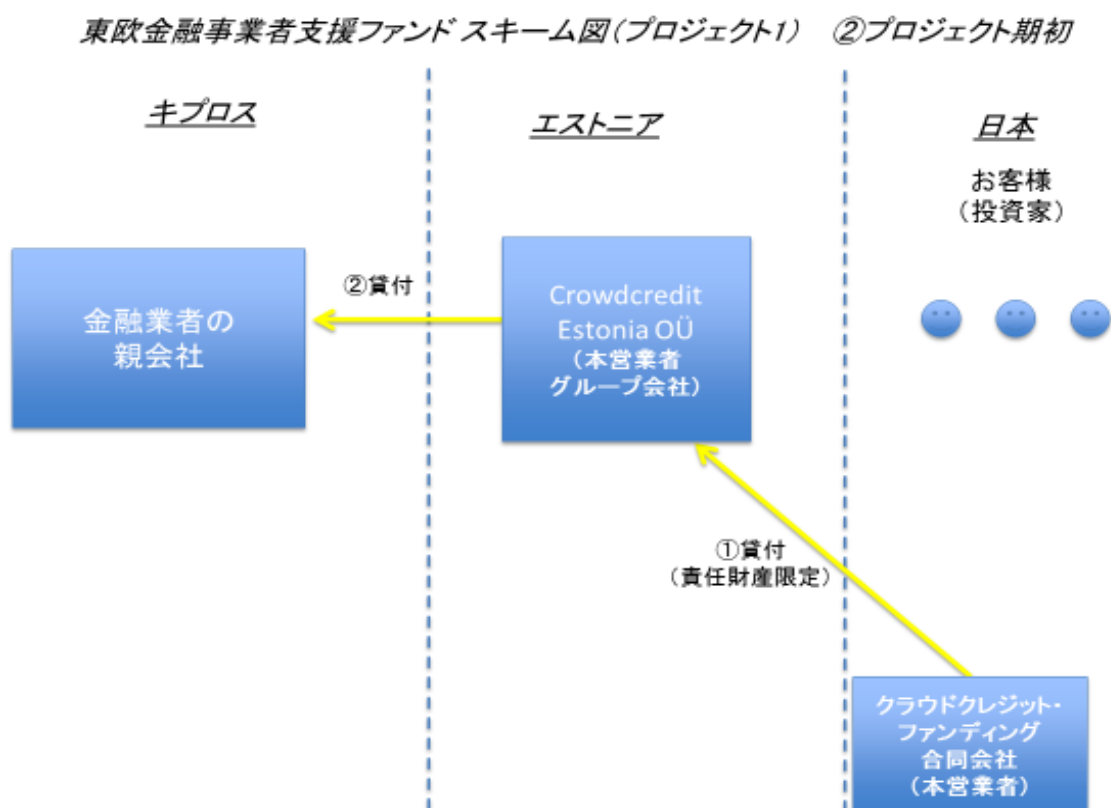 東欧金融事業者支援ファンド スキーム図(プロジェクト1)　②プロジェクト期初
キプロス
エストニア
日本
お客様
(投資家)
金融業者の
親会社
②貸付
Crowdcredit
Estonia OÜ
(本営業者
グループ会社)
①貸付
(責任財産限定)
クラウドクレジット・
ファンディング
合同会社
(本営業者)